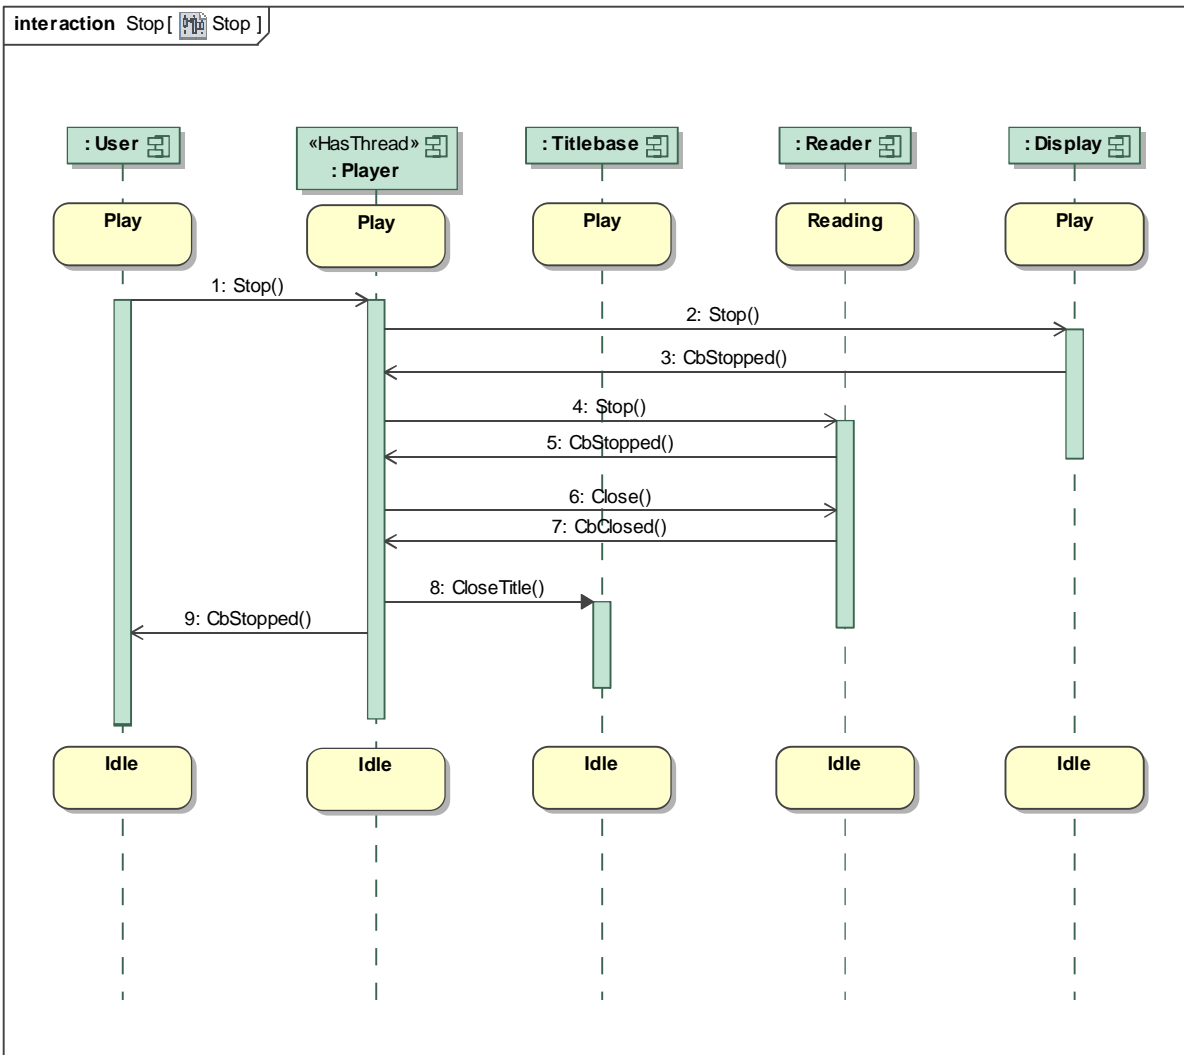 interaction Stop [ Stop ]
: User
«HasThread»
: Player
: Titlebase
: Reader
: Display
Play
Play
Play
Reading
Play
1: Stop()
2: Stop()
3: CbStopped()
4: Stop()
5: CbStopped()
6: Close()
7: CbClosed()
8: CloseTitle()
9: CbStopped()
Idle
Idle
Idle
Idle
Idle